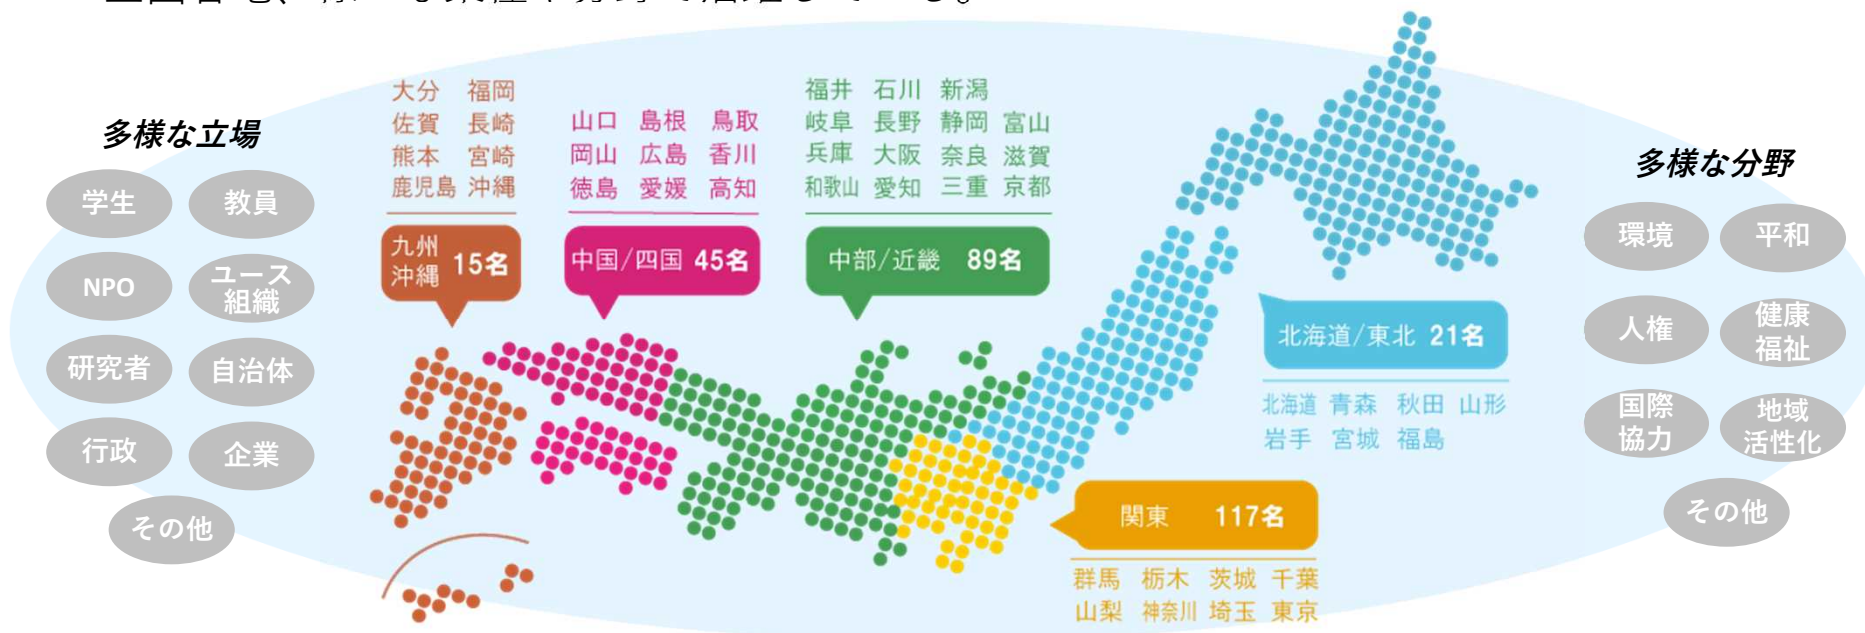 多様な立場
学生 教員
NPO ユース組織
研究者 自治体
行政 企業
その他
大分 福岡
佐賀 長崎
熊本 宮崎
鹿児島 沖縄
九州
沖縄 15名
山口 島根 鳥取
岡山 広島 香川
徳島 愛媛 高知
中国/四国 45名
福井 石川 新潟
岐阜 長野 静岡 富山
兵庫 大阪 奈良 滋賀
和歌山 愛知 三重 京都
中部/近畿 89名
北海道/東北 21名
北海道 青森 秋田 山形
岩手 宮城 福島
関東 117名
群馬 栃木 茨城 千葉
山梨 神奈川 埼玉 東京
多様な分野
環境 平和
人権 健康福祉
国際協力 地域活性化
その他